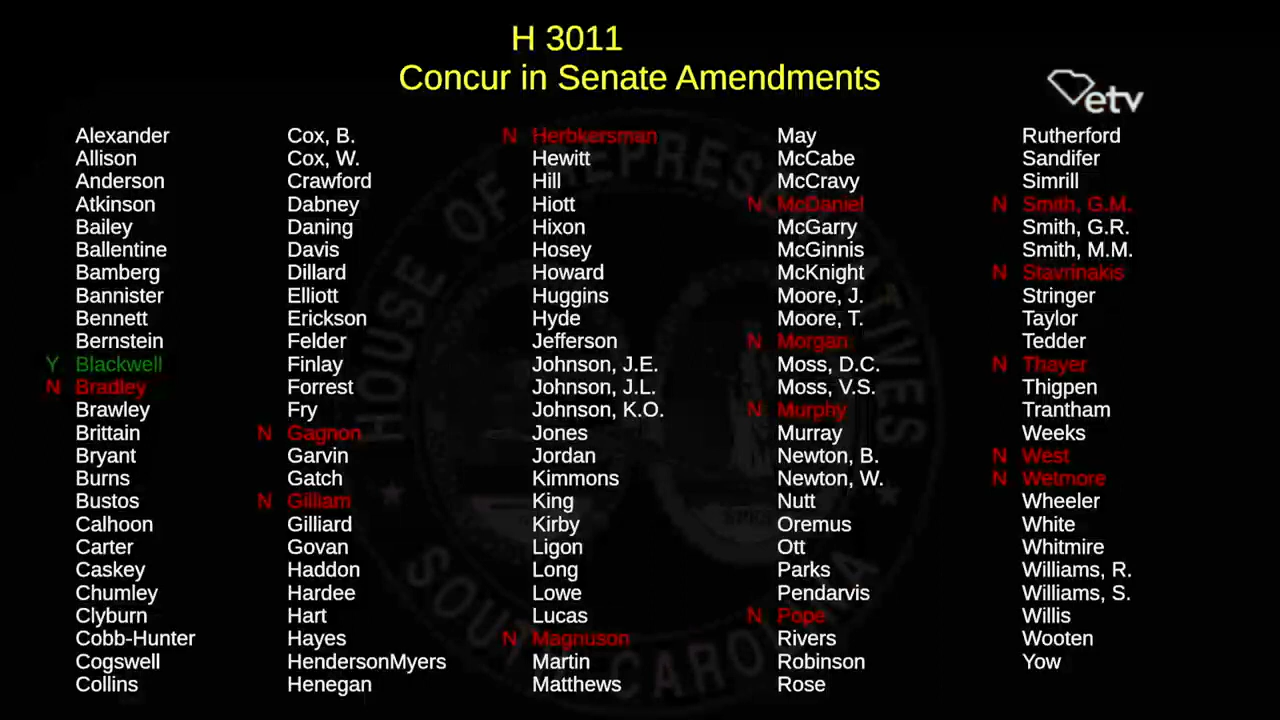 H 3011
Concur in Senate Amendments
etv
Alexander Cox, B. N Herbkersman May Rutherford
Allison Cox, W. Hewitt McCabe Sandifer
Anderson Crawford Hill McCravy Simrill
Atkinson Dabney Hiott N McDaniel N Smith, G.M.
Bailey Daning Hixon McGarry Smith, G.R.
Ballentine Davis Hosey McGinnis Smith, M.M.
Bamberg Dillard Howard McKnight N Stavrinakis
Bannister Elliott Huggins Moore, J. Stringer
Bennett Erickson Hyde Moore, T. Taylor
Bernstein Felder Jefferson N Morgan Tedder
Y Blackwell Finlay Johnson, J.E. Moss, D.C. N Thayer
N Bradley Forrest Johnson, J.L. Moss, V.S. Thigpen
Brawley Fry Johnson, K.O. N Murphy Trantham
Brittain N Gagnon Jones Murray Weeks
Bryant Garvin Jordan Newton, B. N West
Burns Gatch Kimmons Newton, W. N Wetmore
Bustos N Gilliam King Nutt Wheeler
Calhoon Gilliard Kirby Oremus White
Carter Govan Ligon Ott Whitmire
Caskey Haddon Long Parks Williams, R.
Chumley Hardee Lowe Pendarvis Williams, S.
Clyburn Hart Lucas N Pope Willis
Cobb-Hunter Hayes N Magnuson Rivers Wooten
Cogswell HendersonMyers Martin Robinson Yow
Collins Henegan Matthews Rose
HOUSE OF REPRESENTATIVES
SOUTH CAROLINA